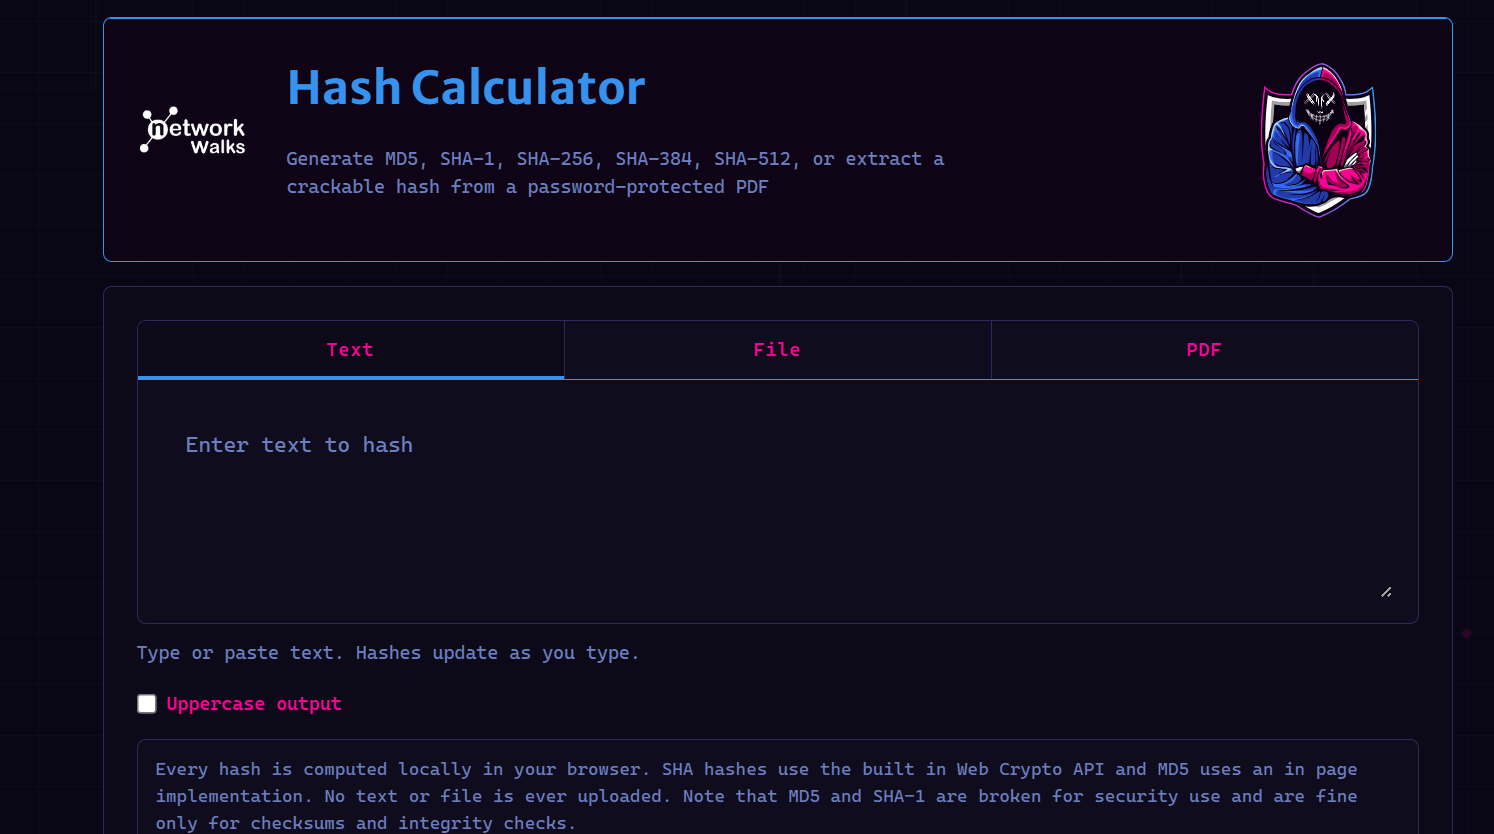 network
Walks
Hash Calculator
Generate MD5, SHA-1, SHA-256, SHA-384, SHA-512, or extract a
crackable hash from a password-protected PDF
Text
File
PDF
Enter text to hash
Type or paste text. Hashes update as you type.
Uppercase output
Every hash is computed locally in your browser. SHA hashes use the built in Web Crypto API and MD5 uses an in page
implementation. No text or file is ever uploaded. Note that MD5 and SHA-1 are broken for security use and are fine
only for checksums and integrity checks.